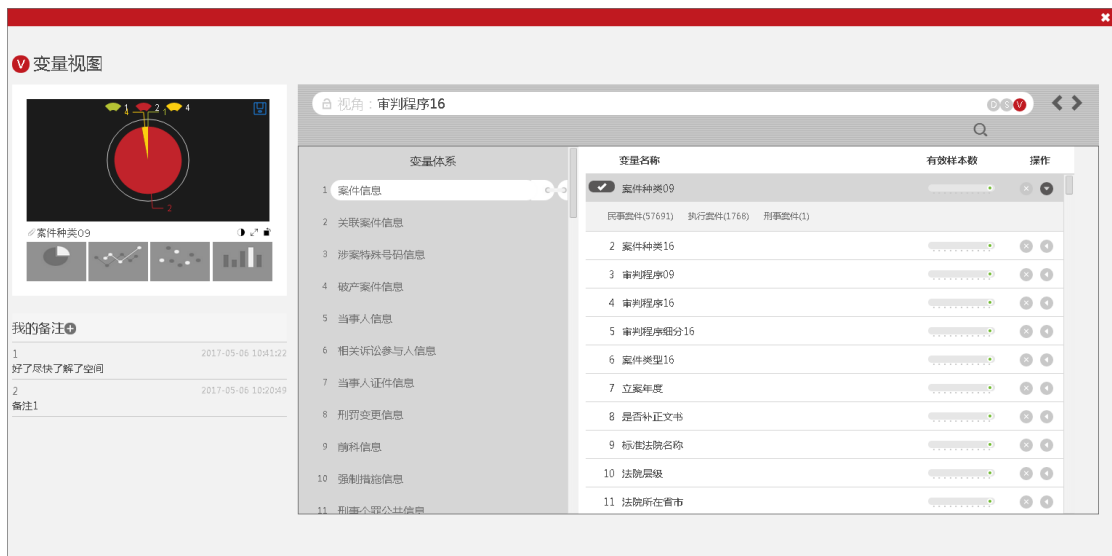 V 变量视图
1 2 4
4 1
2
案件种类09
我的备注
1 2017-05-06 10:41:22
好了尽快了解了空间
2 2017-05-06 10:20:49
备注1
视角：审判程序16 D S V
变量体系
1 案件信息
2 关联案件信息
3 涉案特殊号码信息
4 破产案件信息
5 当事人信息
6 相关诉讼参与人信息
7 当事人证件信息
8 刑罚变更信息
9 前科信息
10 强制措施信息
11 刑事个罪公共信息
变量名称 有效样本数 操作
案件种类09
民事案件(57691) 执行案件(1768) 刑事案件(1)
2 案件种类16
3 审判程序09
4 审判程序16
5 审判程序细分16
6 案件类型16
7 立案年度
8 是否补正文书
9 标准法院名称
10 法院层级
11 法院所在省市